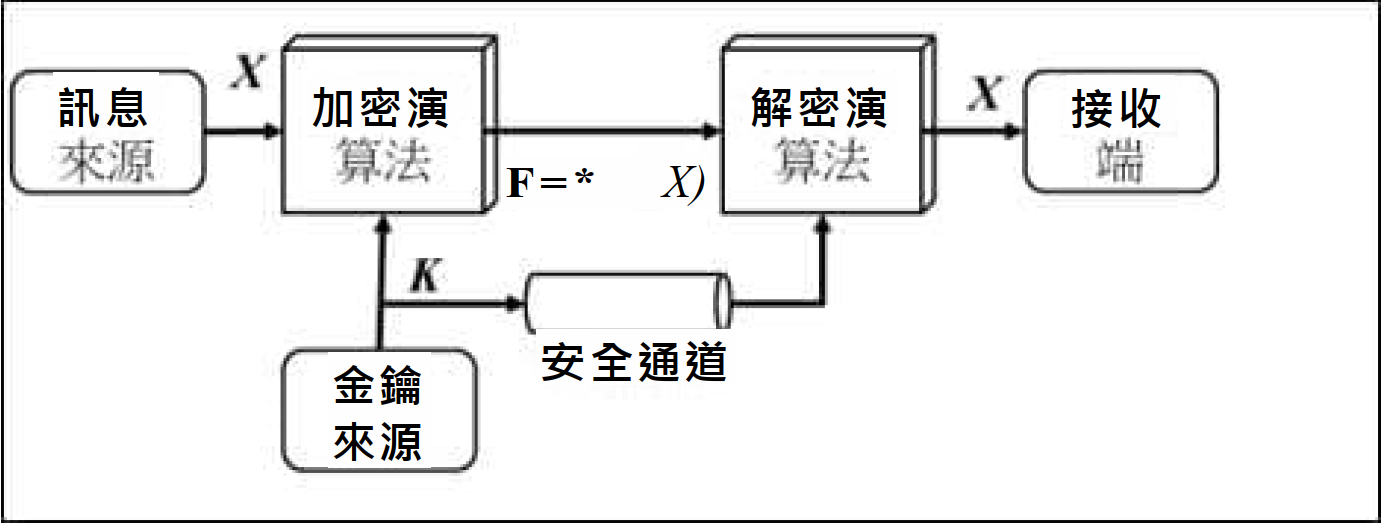 訊息
來源
X
加密演
算法
F=* X)
解密演
算法
X
接收
端
K
安全通道
金鑰
來源